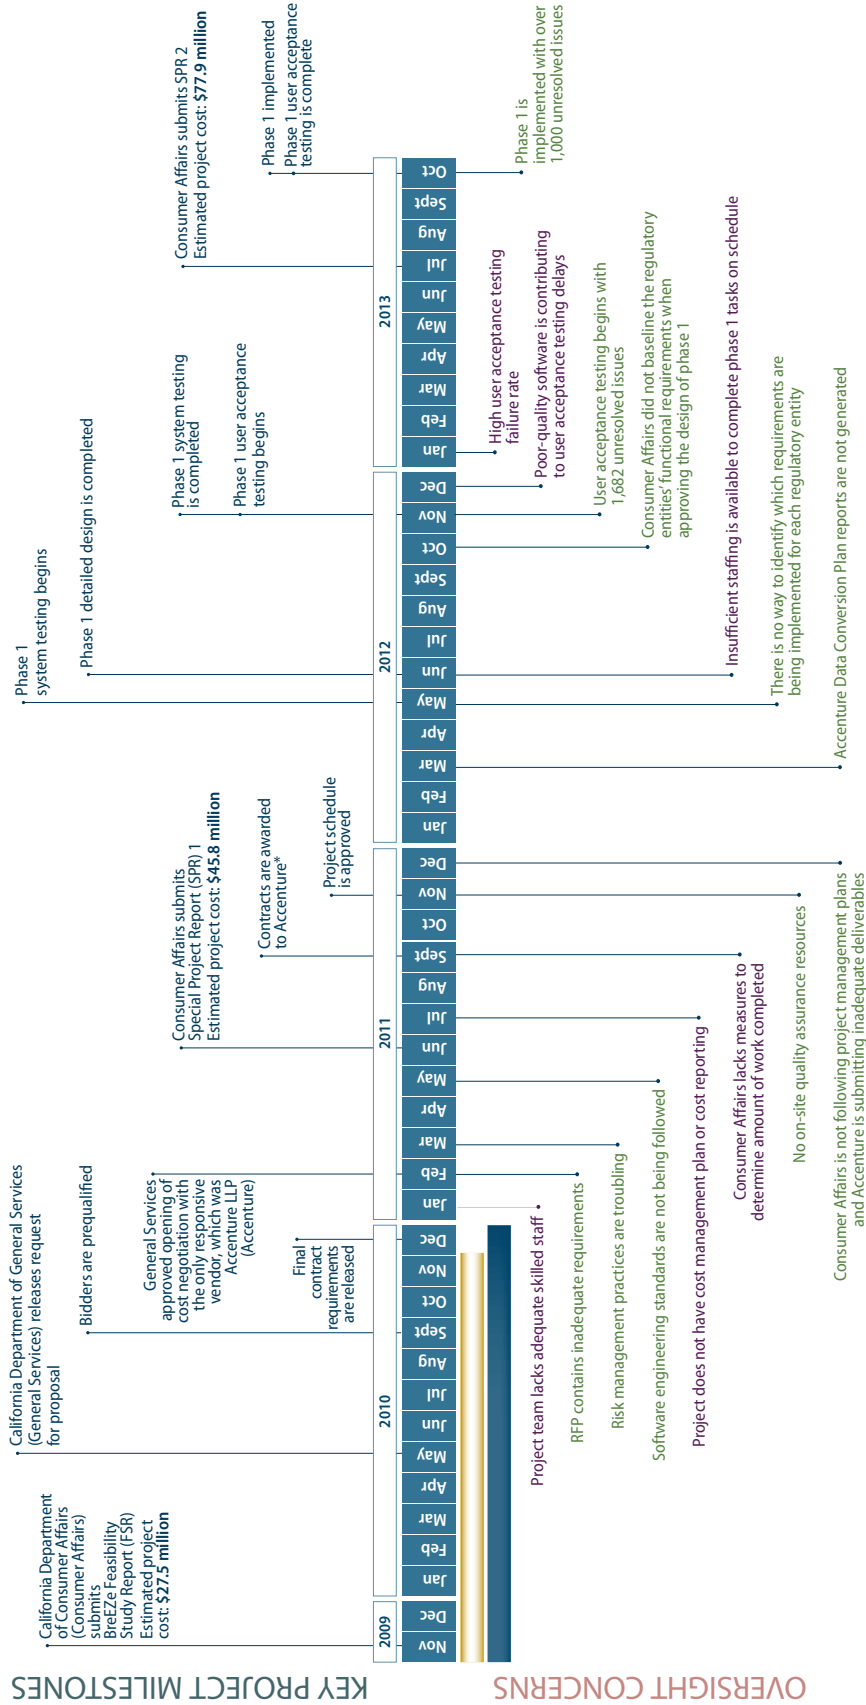 KEY PROJECT MILESTONES
California Department
of Consumer Affairs
(Consumer Affairs)
submits
BreEZe Feasibility
Study Report (FSR)
Estimated project
cost: $27.5 million
California Department of General Services
(General Services) releases request
for proposal
Bidders are prequalified
Final
contract
requirements
are released
General Services
approved opening of
cost negotiation with
the only responsive
vendor, which was
Accenture LLP
(Accenture)
Consumer Affairs submits
Special Project Report (SPR) 1
Estimated project cost: $45.8 million
Contracts are awarded
to Accenture*
Project schedule
is approved
Phase 1
system testing begins
Phase 1 detailed design is completed
Phase 1 system testing
is completed
Phase 1 user acceptance
testing begins
Consumer Affairs submits SPR 2
Estimated project cost: $77.9 million
Phase 1 implemented
Phase 1 user acceptance
testing is complete
2009
2010
2011
2012
2013
Nov
Dec
Jan
Feb
Mar
Apr
May
Jun
Jul
Aug
Sept
Oct
Nov
Dec
Jan
Feb
Mar
Apr
May
Jun
Jul
Aug
Sept
Oct
Nov
Dec
Jan
Feb
Mar
Apr
May
Jun
Jul
Aug
Sept
Oct
Nov
Dec
Jan
Feb
Mar
Apr
May
Jun
Jul
Aug
Sept
Oct
OVERSIGHT CONCERNS
Project team lacks adequate skilled staff
RFP contains inadequate requirements
Risk management practices are troubling
Software engineering standards are not being followed
Project does not have cost management plan or cost reporting
Consumer Affairs lacks measures to
determine amount of work completed
No on-site quality assurance resources
Consumer Affairs is not following project management plans
and Accenture is submitting inadequate deliverables
Accenture Data Conversion Plan reports are not generated
There is no way to identify which requirements are
being implemented for each regulatory entity
Insufficient staffing is available to complete phase 1 tasks on schedule
Consumer Affairs did not baseline the regulatory
entities’ functional requirements when
approving the design of phase 1
User acceptance testing begins with
1,682 unresolved issues
Poor-quality software is contributing
to user acceptance testing delays
High user acceptance testing
failure rate
Phase 1 is
implemented with over
1,000 unresolved issues